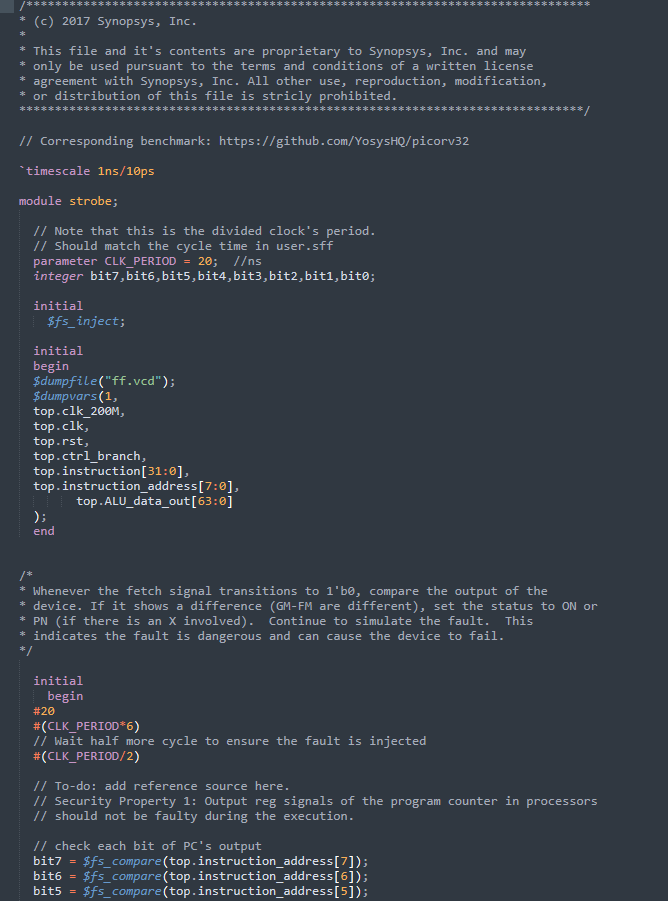 /******************************************************************************
* (c) 2017 Synopsys, Inc.
*
* This file and it's contents are proprietary to Synopsys, Inc. and may
* only be used pursuant to the terms and conditions of a written license
* agreement with Synopsys, Inc. All other use, reproduction, modification,
* or distribution of this file is stricly prohibited.
******************************************************************************/
// Corresponding benchmark: https://github.com/YosysHQ/picorv32
`timescale 1ns/10ps
module strobe;
// Note that this is the divided clock's period.
// Should match the cycle time in user.sff
parameter CLK_PERIOD = 20;  //ns
integer bit7,bit6,bit5,bit4,bit3,bit2,bit1,bit0;
initial
$fs_inject;
initial
begin
$dumpfile("ff.vcd");
$dumpvars(1,
top.clk_200M,
top.clk,
top.rst,
top.ctrl_branch,
top.instruction[31:0],
top.instruction_address[7:0],
top.ALU_data_out[63:0]
);
end
/*
* Whenever the fetch signal transitions to 1'b0, compare the output of the
* device. If it shows a difference (GM-FM are different), set the status to ON or
* PN (if there is an X involved).  Continue to simulate the fault.  This
* indicates the fault is dangerous and can cause the device to fail.
*/
initial
begin
#20
#(CLK_PERIOD*6)
// Wait half more cycle to ensure the fault is injected
#(CLK_PERIOD/2)
// To-do: add reference source here.
// Security Property 1: Output reg signals of the program counter in processors
// should not be faulty during the execution.
// check each bit of PC's output
bit7 = $fs_compare(top.instruction_address[7]);
bit6 = $fs_compare(top.instruction_address[6]);
bit5 = $fs_compare(top.instruction_address[5]);